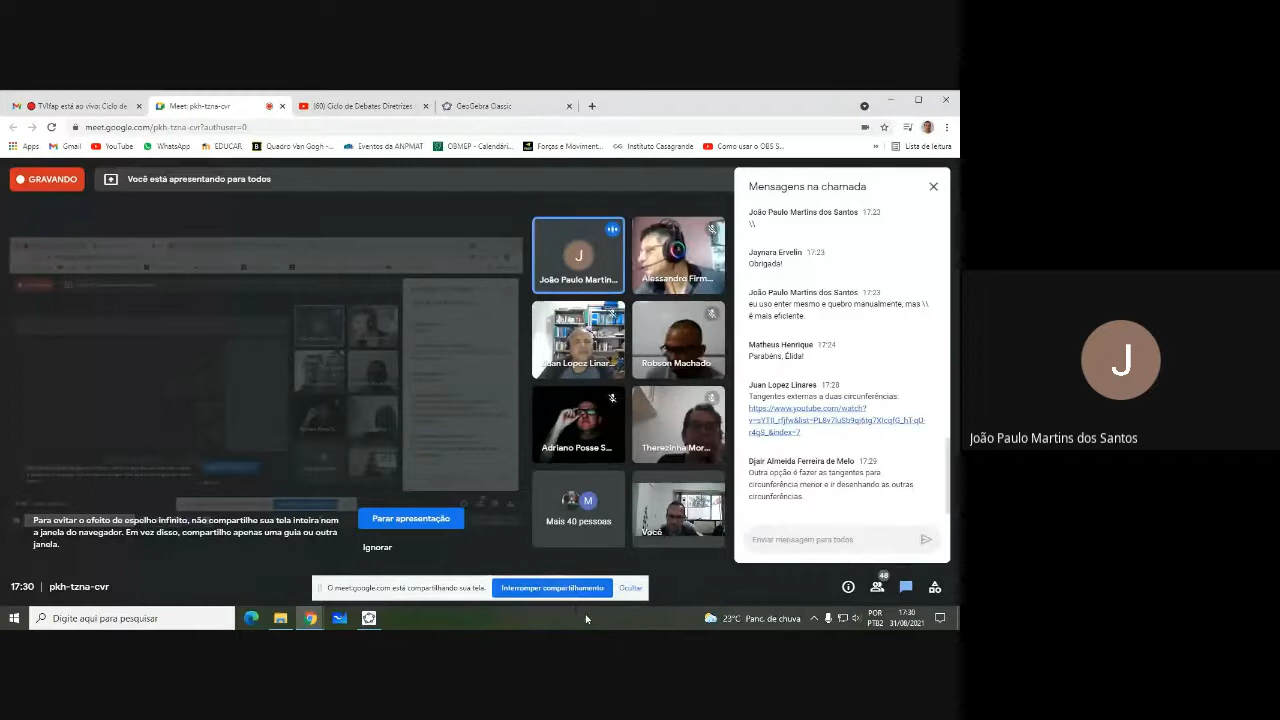 TVIfap está ao vivo: Ciclo de
Meet: pkh-tzna-cvr
(60) Ciclo de Debates Diretrizes
GeoGebra Classic
meet.google.com/pkh-tzna-cvr?authuser=0
Apps
Gmail
YouTube
WhatsApp
EDUCAR
Quadro Van Gogh -...
Eventos da ANPMAT
OBMEP - Calendári...
Forças e Moviment...
Instituto Casagrande
Como usar o OBS S...
»
Lista de leitura
GRAVANDO
Você está apresentando para todos
J
João Paulo Martin...
Alessandro Firm...
Juan Lopez Linar...
Robson Machado
Adriano Posse S...
Therezinha Mor...
M
Mais 40 pessoas
Você
Para evitar o efeito de espelho infinito, não compartilhe sua tela inteira nem
a janela do navegador. Em vez disso, compartilhe apenas uma guia ou outra
janela.
Parar apresentação
Ignorar
Mensagens na chamada
João Paulo Martins dos Santos 17:23
\\
Jaynara Ervelin 17:23
Obrigada!
João Paulo Martins dos Santos 17:23
eu uso enter mesmo e quebro manualmente, mas \\
é mais eficiente.
Matheus Henrique 17:24
Parabéns, Élida!
Juan Lopez Linares 17:28
Tangentes externas a duas circunferências:
https://www.youtube.com/watch?
r4gS_&index=7
Djair Almeida Ferreira de Melo 17:29
Outra opção é fazer as tangentes para
circunferência menor e ir desenhando as outras
circunferências
Enviar mensagem para todos
17:30 | pkh-tzna-cvr
O meet.google.com está compartilhando sua tela.
Interromper compartilhamento
Ocultar
48
Digite aqui para pesquisar
23°C Panc. de chuva
POR
PTB2
17:30
31/08/2021
J
João Paulo Martins dos Santos